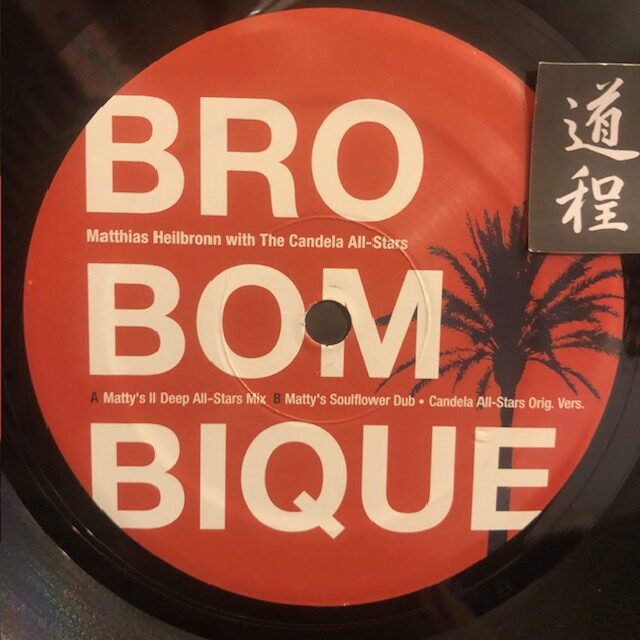 BRO
Matthias Heilbronn with The Candela All-Stars
BOM
A Matty's II Deep All-Stars Mix B Matty's Soulflower Dub • Candela All-Stars Orig. Vers.
BIQUE
道程